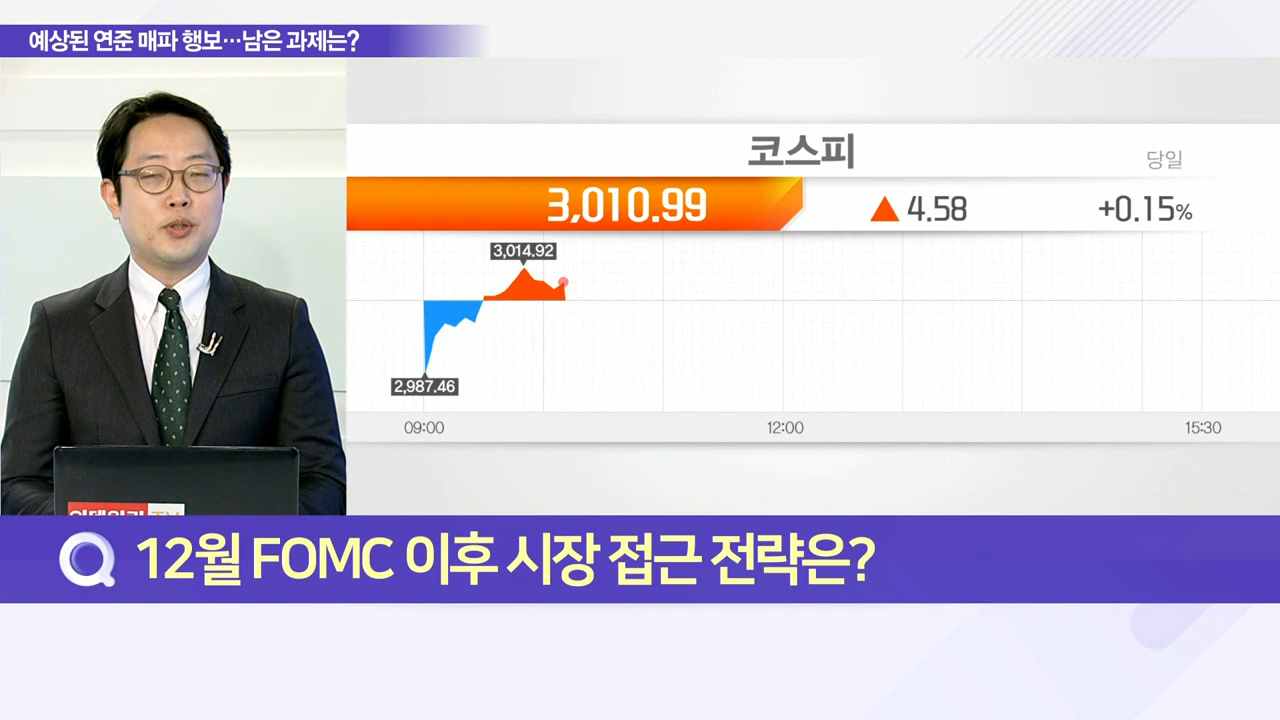 예상된 연준 매파 행보…남은 과제는?
코스피
당일
3,010.99
▲ 4.58
+0.15%
3,014.92
2,987.46
09:00
12:00
15:30
12월 FOMC 이후 시장 접근 전략은?